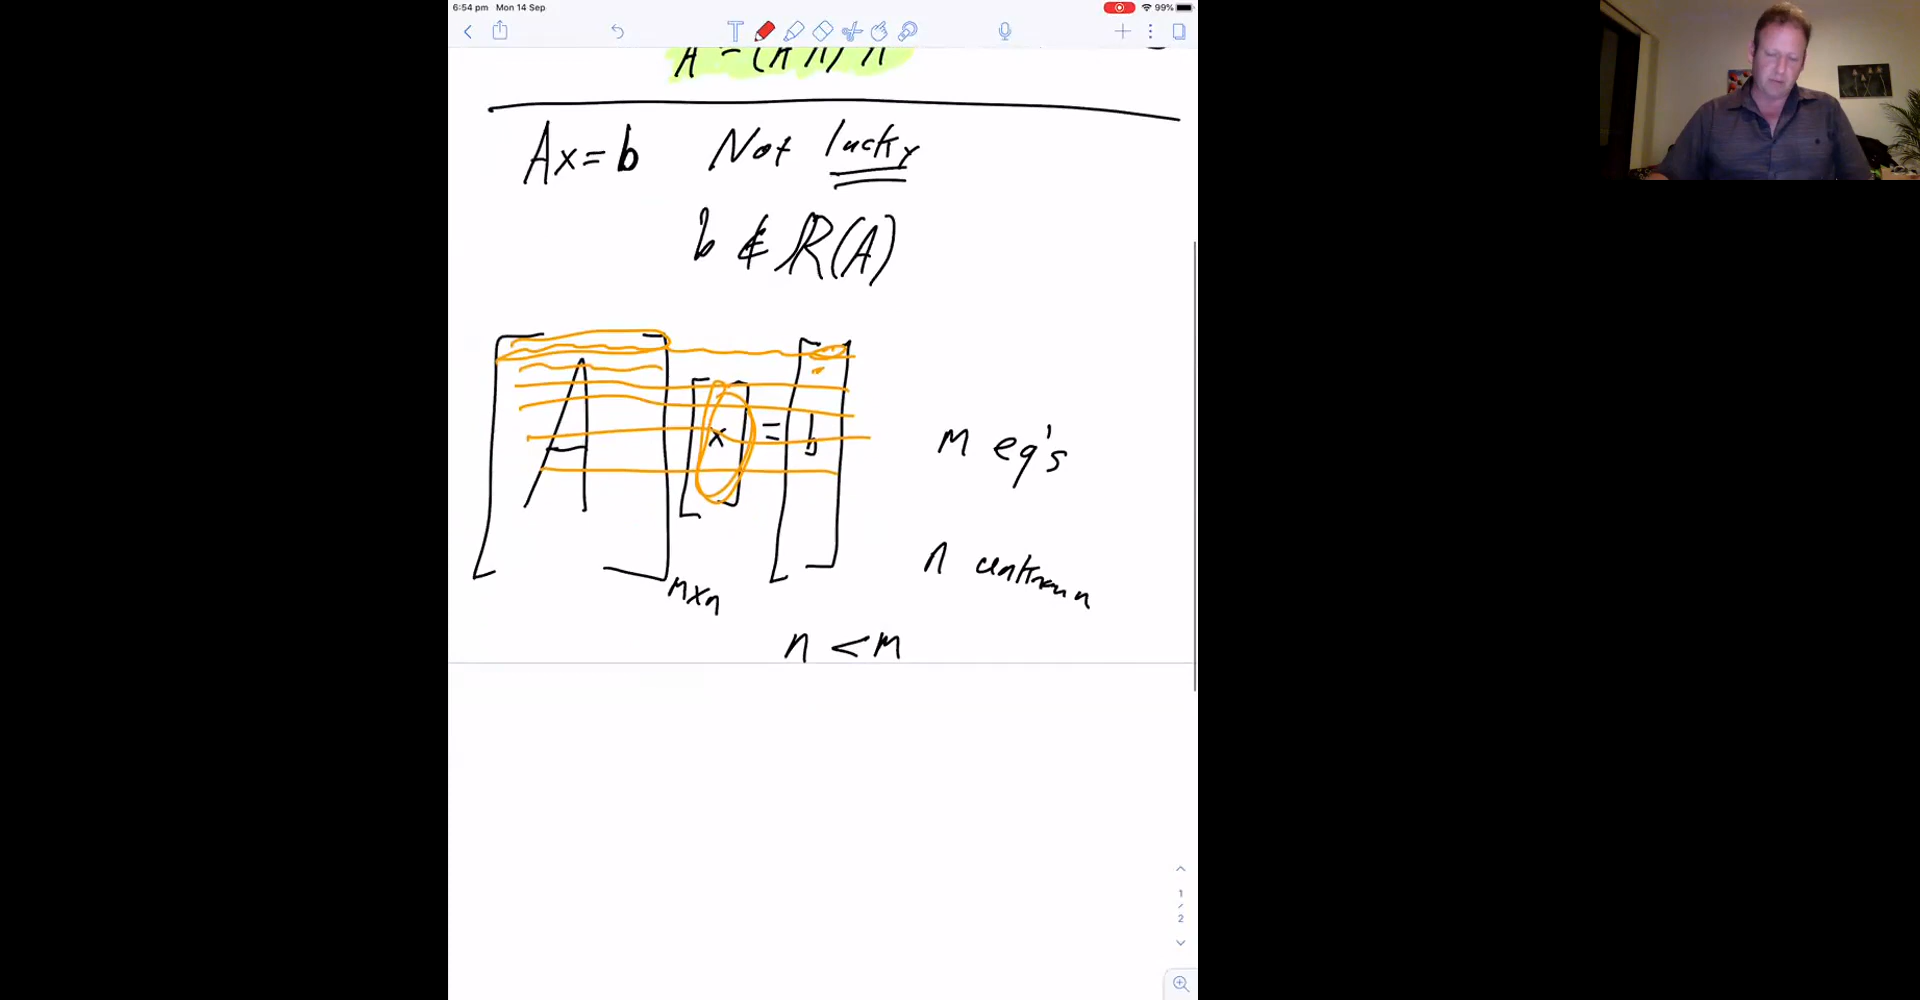 6:54 pm Mon 14 Sep 99%
Ax = b Not lucky
b ∉ R(A)
A x = b
m eq's
mxn
n unknown
n < m
1
2